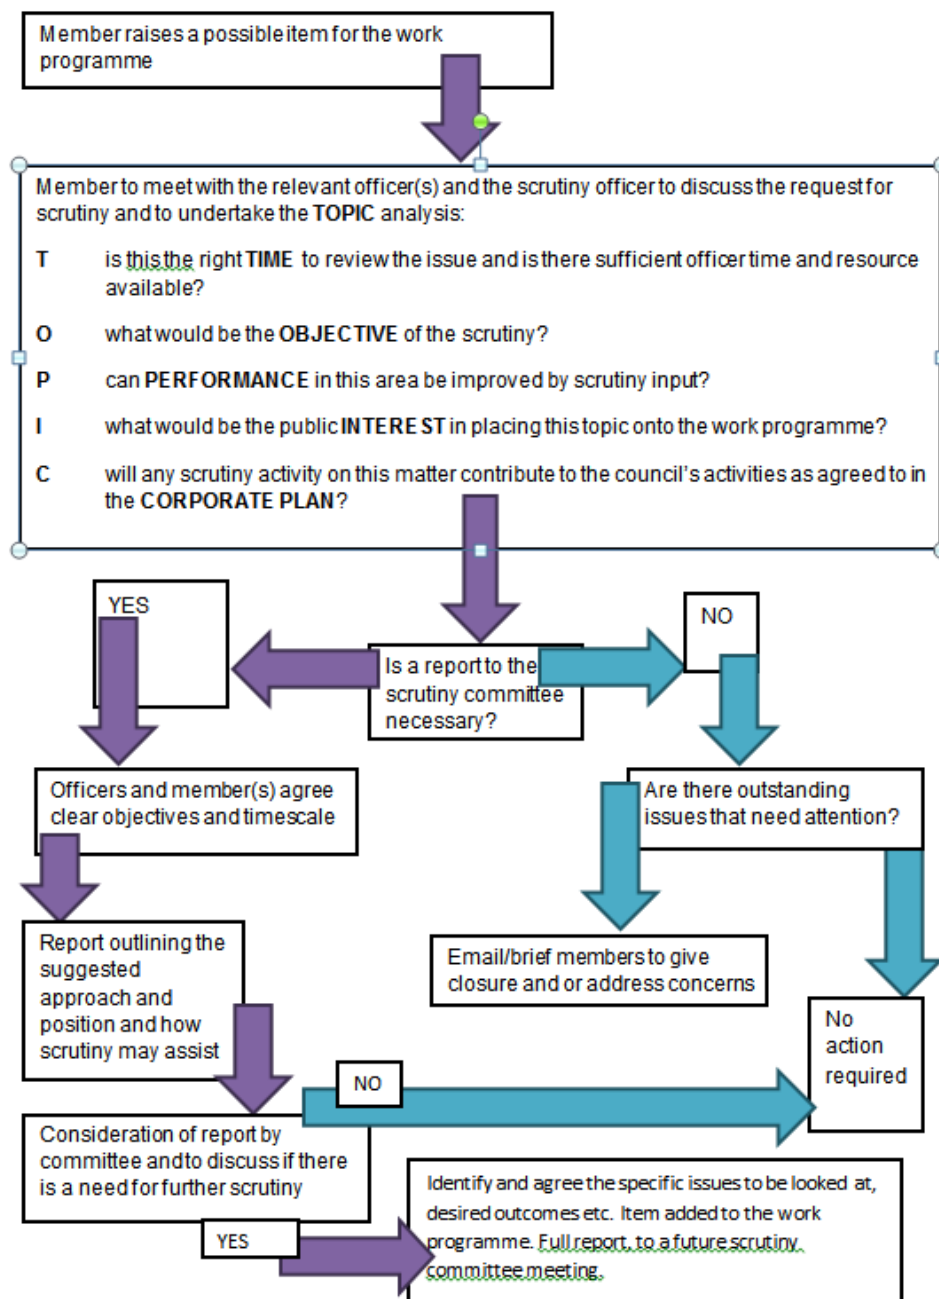 Member raises a possible item for the work
programme
Member to meet with the relevant officer(s) and the scrutiny officer to discuss the request for
scrutiny and to undertake the TOPIC analysis:
T is this the right TIME to review the issue and is there sufficient officer time and resource
available?
O what would be the OBJECTIVE of the scrutiny?
P can PERFORMANCE in this area be improved by scrutiny input?
I what would be the public INTEREST in placing this topic onto the work programme?
C will any scrutiny activity on this matter contribute to the council's activities as agreed to in
the CORPORATE PLAN?
YES
NO
Is a report to the
scrutiny committee
necessary?
Officers and member(s) agree
clear objectives and timescale
Are there outstanding
issues that need attention?
Report outlining the
suggested
approach and
position and how
scrutiny may assist
Email/brief members to give
closure and or address concerns
No
action
required
NO
Consideration of report by
committee and to discuss if there
is a need for further scrutiny
YES
Identify and agree the specific issues to be looked at,
desired outcomes etc. Item added to the work
programme. Full report, to a future scrutiny
committee meeting.